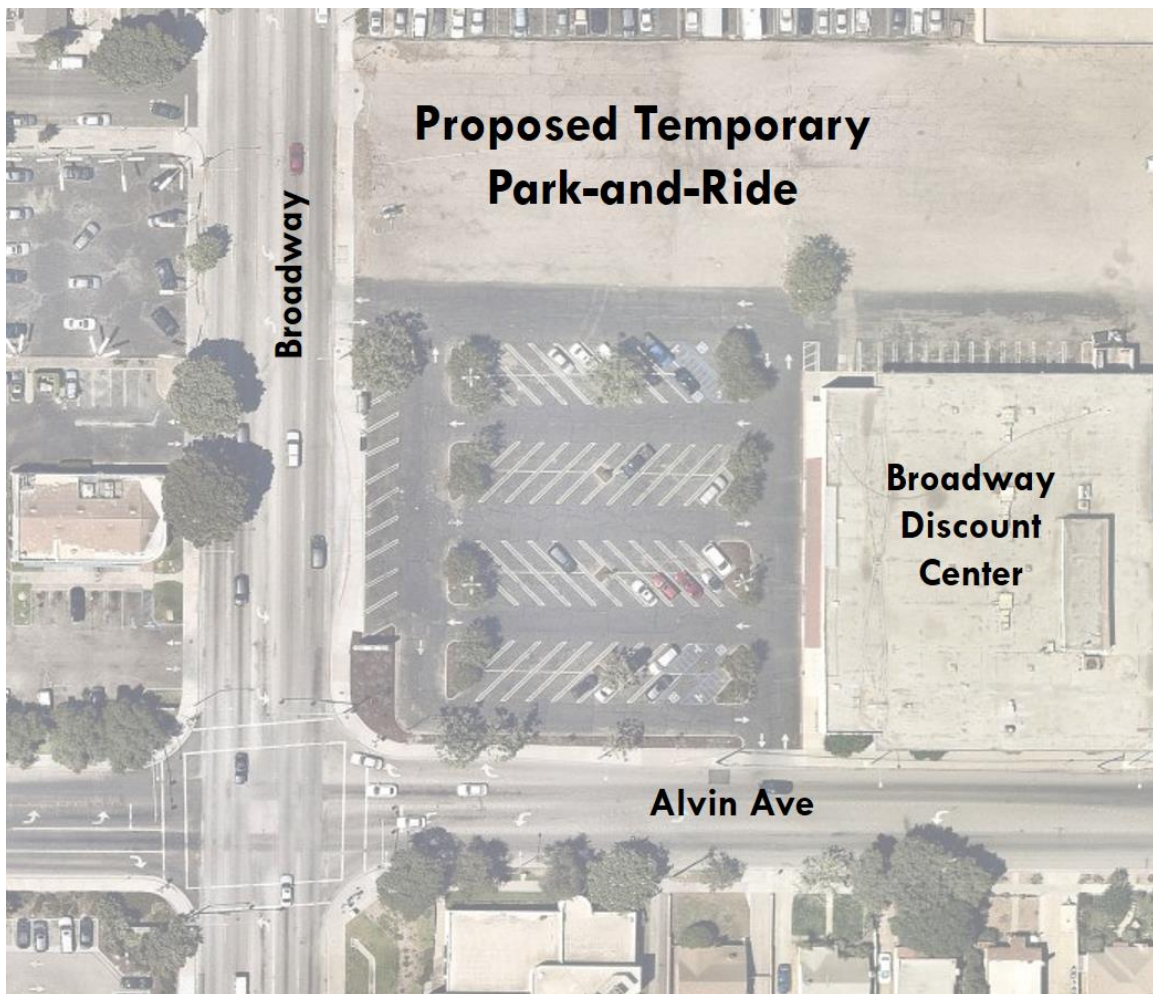 Proposed Temporary
Park-and-Ride
Broadway
Broadway
Discount
Center
Alvin Ave